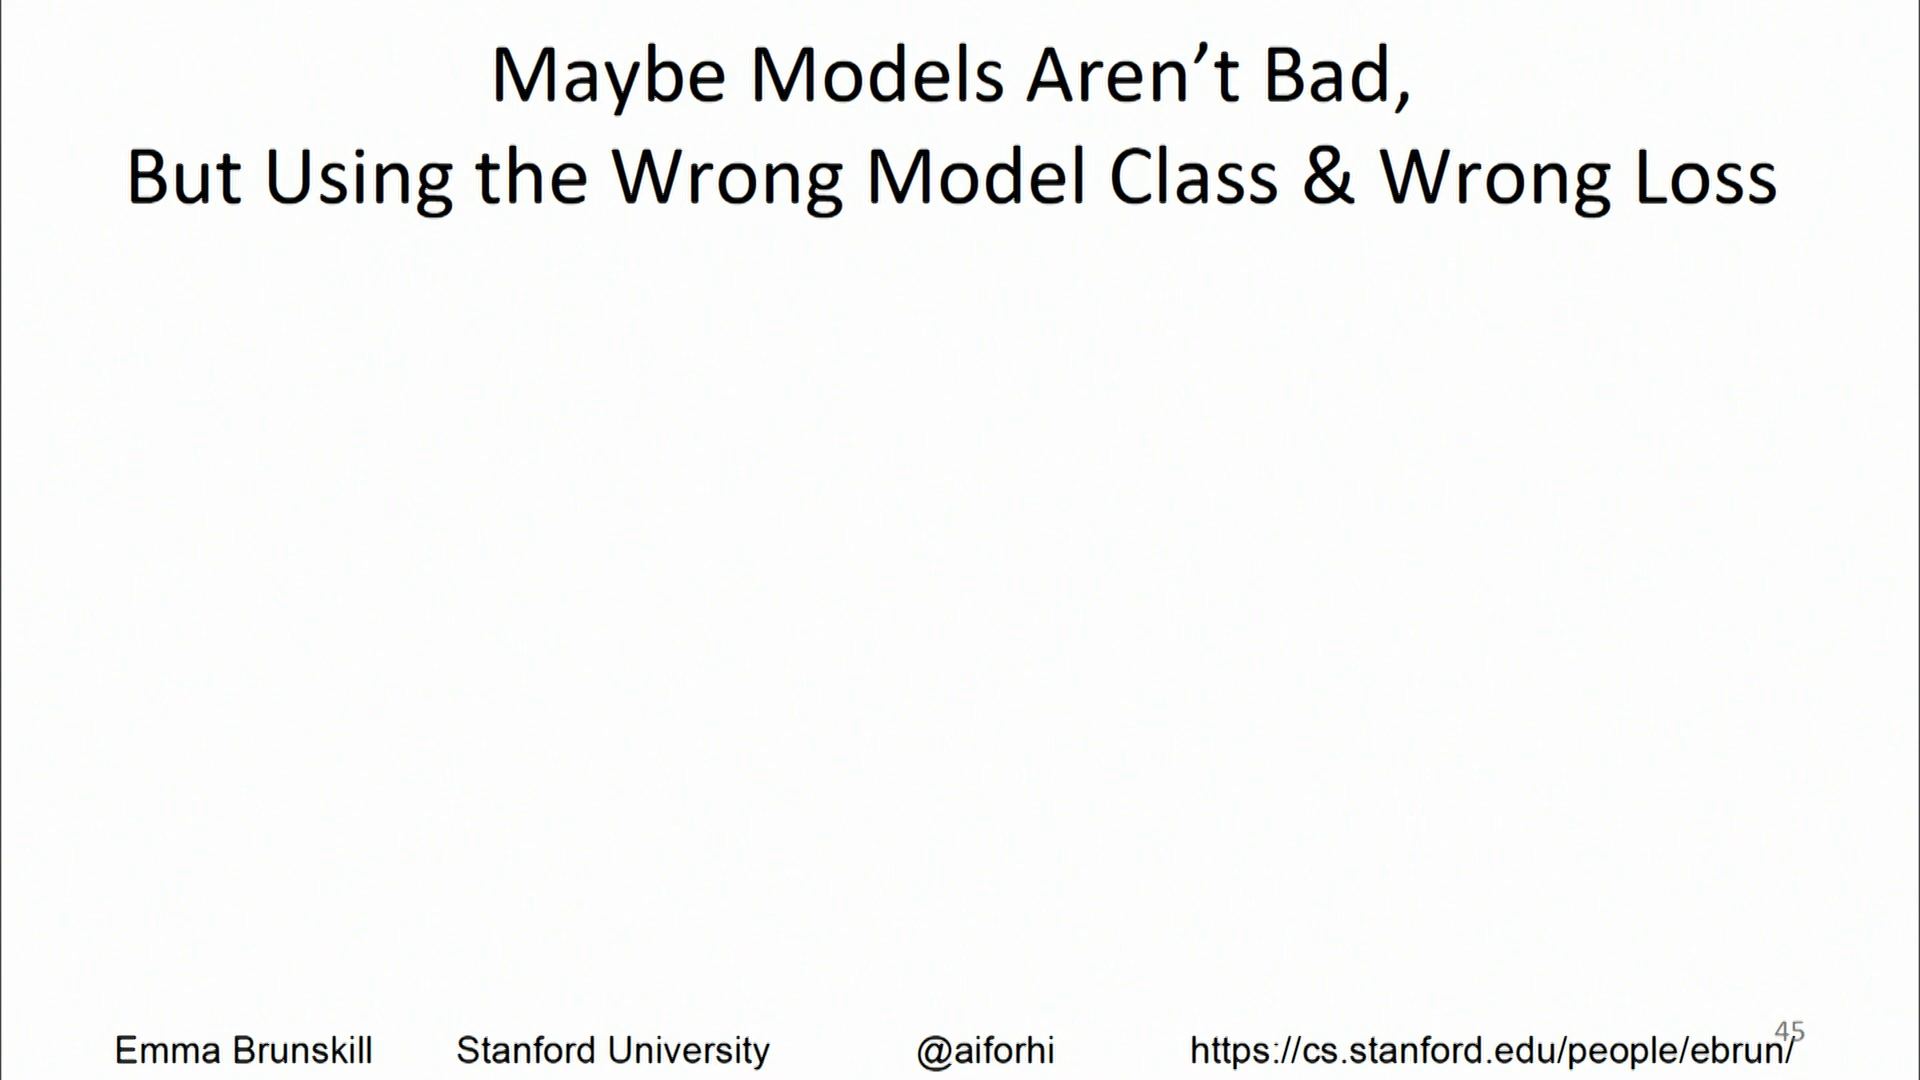 Maybe Models Aren’t Bad,
But Using the Wrong Model Class & Wrong Loss
Emma Brunskill Stanford University @aiforhi https://cs.stanford.edu/people/ebrun/
45